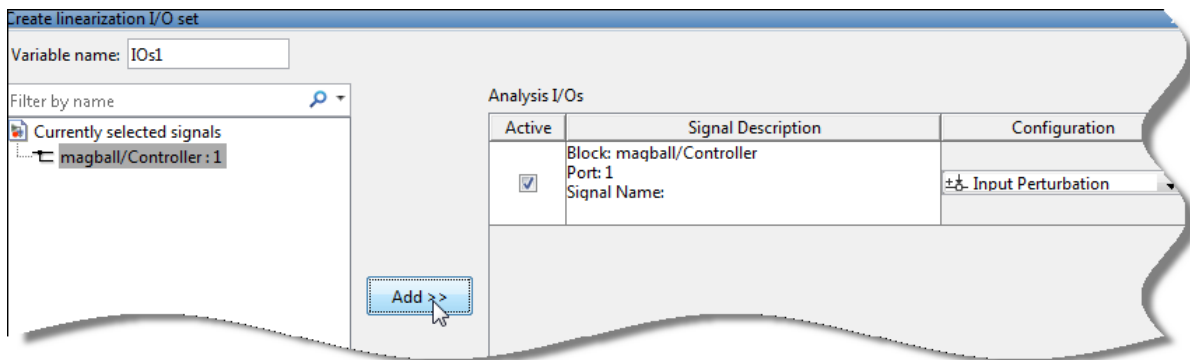 Create linearization I/O set
Variable name: IOs1
Filter by name
Analysis I/Os
Currently selected signals
magball/Controller : 1
Active Signal Description Configuration
Block: magball/Controller
Port: 1
Signal Name:
Input Perturbation
Add >>